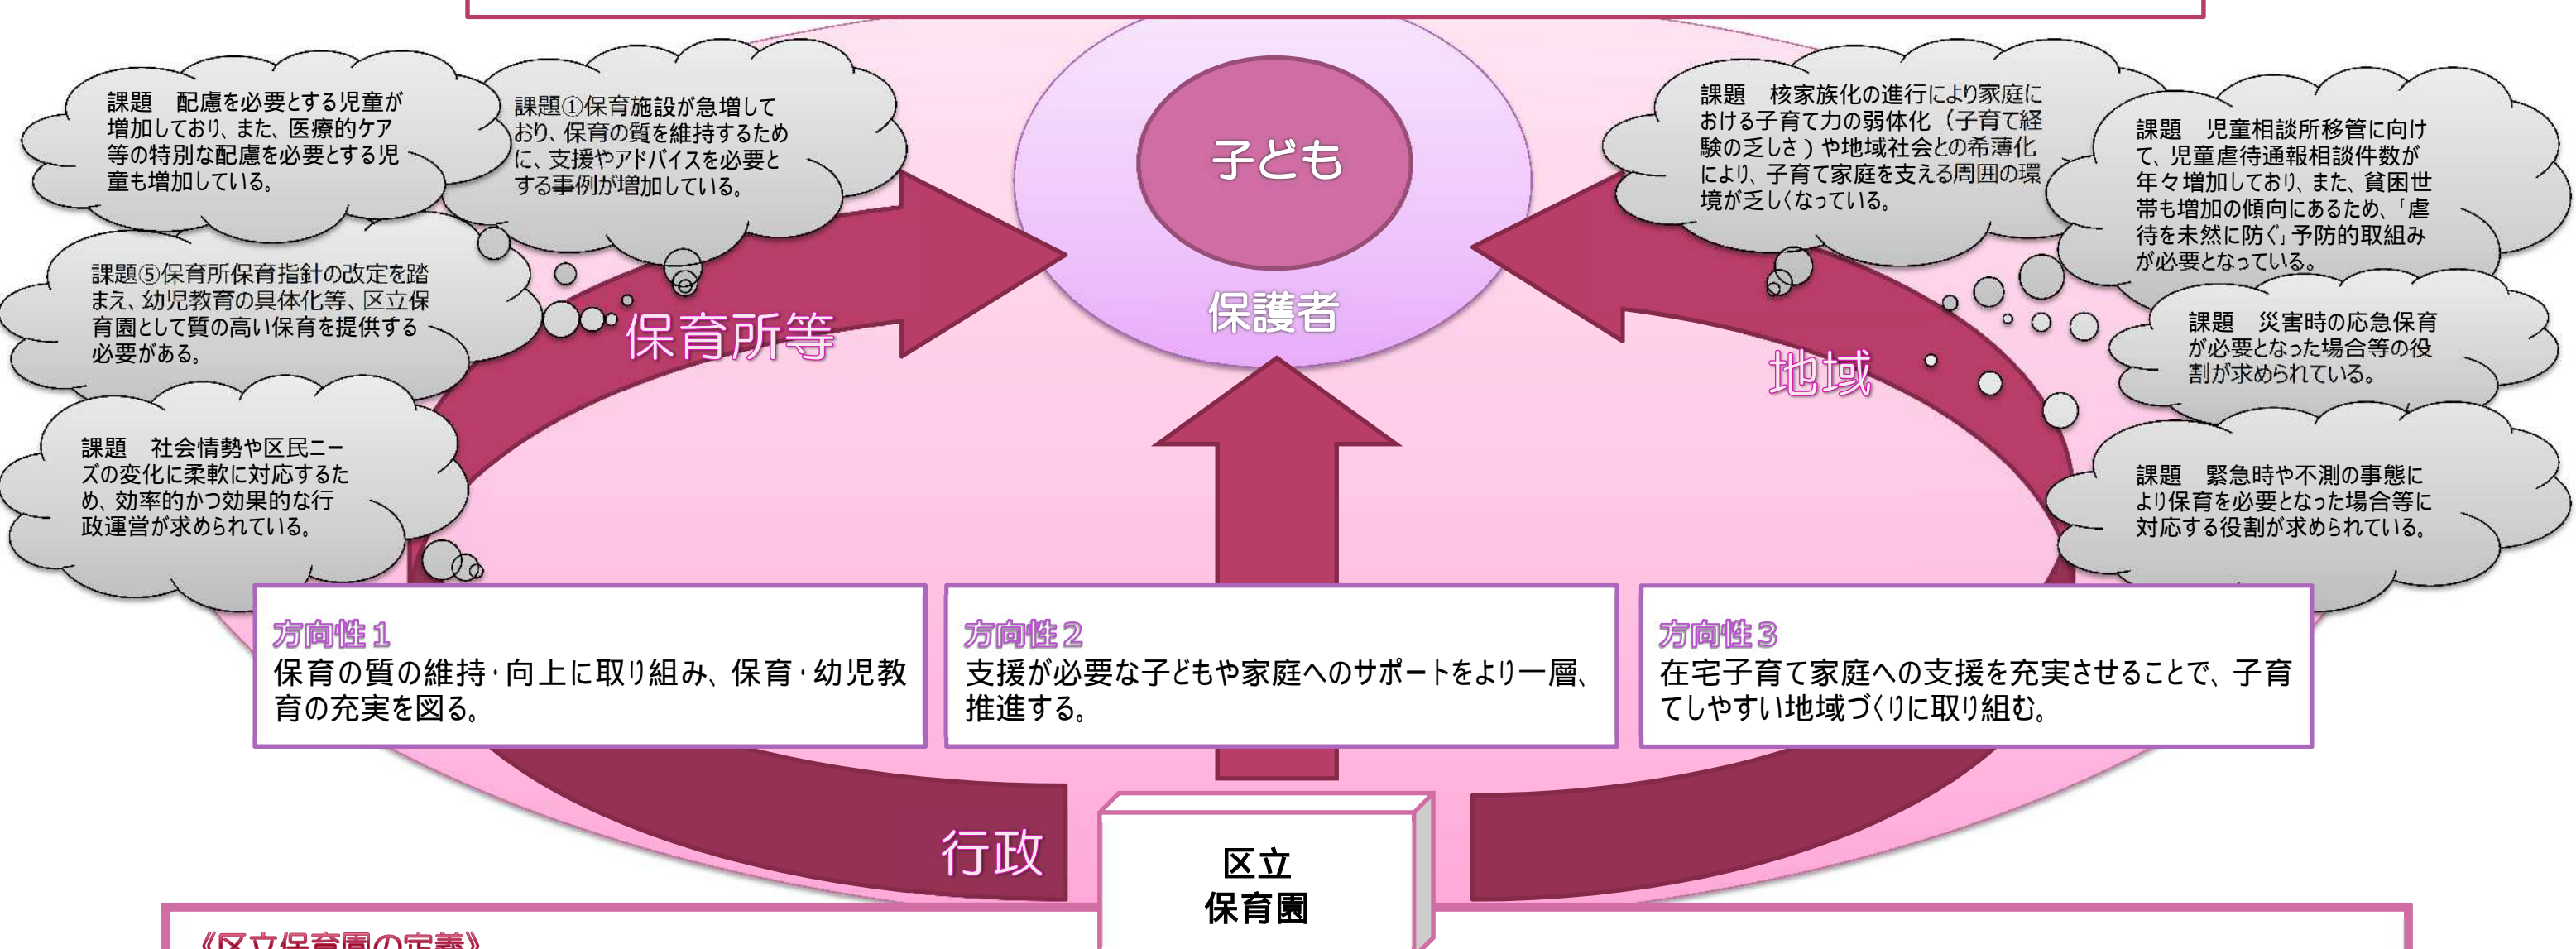 課題　配慮を必要とする児童が
増加しており、また、医療的ケア
等の特別な配慮を必要とする児
童も増加している。
課題①保育施設が急増して
おり、保育の質を維持するため
に、支援やアドバイスを必要と
する事例が増加している。
課題⑤保育所保育指針の改定を踏
まえ、幼児教育の具体化等、区立保
育園として質の高い保育を提供する
必要がある。
課題　社会情勢や区民ニー
ズの変化に柔軟に対応するた
め、効率的かつ効果的な行
政運営が求められている。
保育所等
子ども
保護者
課題　核家族化の進行により家庭に
おける子育て力の弱体化（子育て経
験の乏しさ）や地域社会との希薄化
により、子育て家庭を支える周囲の環
境が乏しくなっている。
課題　児童相談所移管に向け
て、児童虐待通報相談件数が
年々増加しており、また、貧困世
帯も増加の傾向にあるため、「虐
待を未然に防ぐ」予防的取組み
が必要となっている。
課題　災害時の応急保育
が必要となった場合等の役
割が求められている。
課題　緊急時や不測の事態に
より保育を必要となった場合等に
対応する役割が求められている。
地域
方向性１
保育の質の維持・向上に取り組み、保育・幼児教
育の充実を図る。
方向性２
支援が必要な子どもや家庭へのサポートをより一層、
推進する。
方向性３
在宅子育て家庭への支援を充実させることで、子育
てしやすい地域づくりに取り組む。
行政
区立
保育園
《区立保育園の定義》